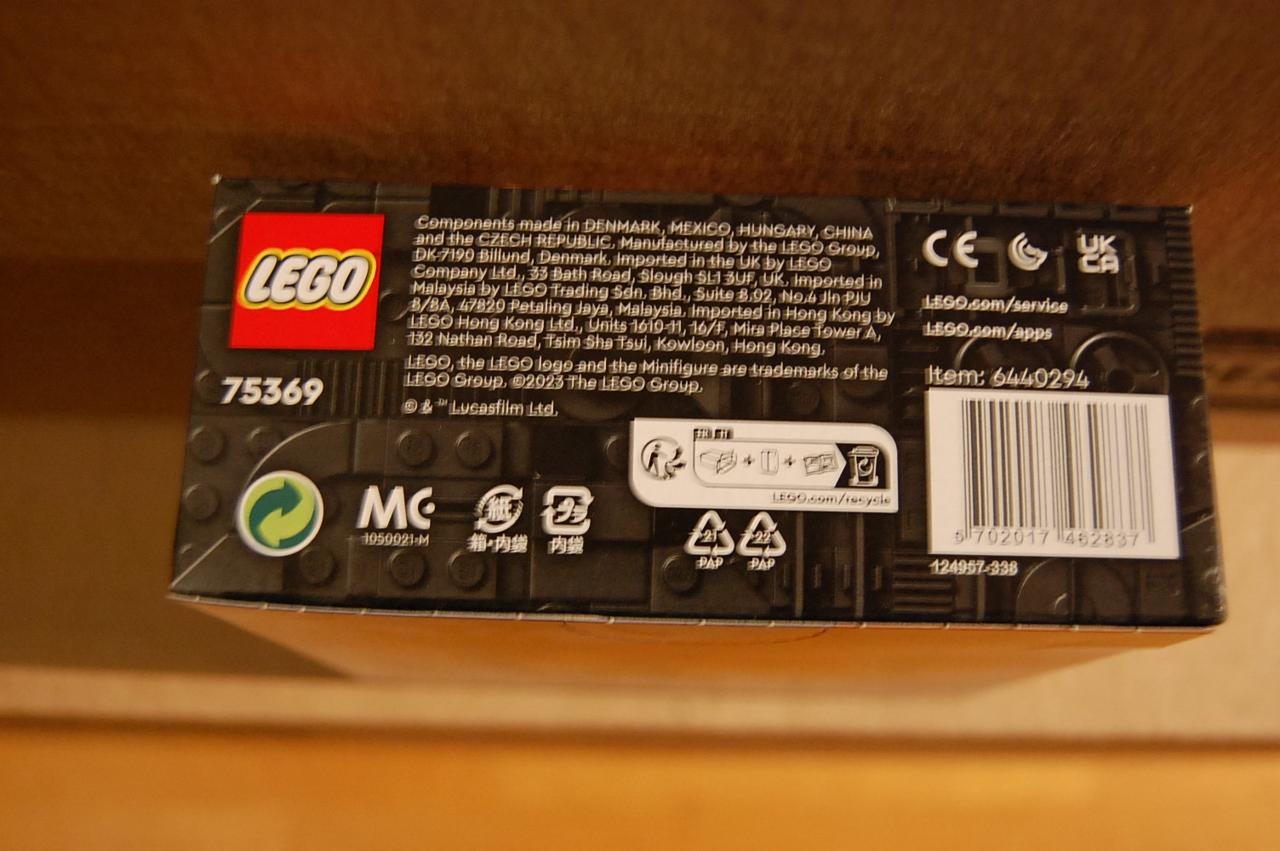 LEGO
75369
Components made in DENMARK, MEXICO, HUNGARY, CHINA
and the CZECH REPUBLIC. Manufactured by the LEGO Group,
DK-7190 Billund, Denmark. Imported in the UK by LEGO
Company Ltd., 33 Bath Road, Slough SL1 3UF, UK. Imported in
Malaysia by LEGO Trading Sdn. Bhd., Suite 8.02, No.4 Jln PJU
8/8A, 47820 Petaling Jaya, Malaysia. Imported in Hong Kong by
LEGO Hong Kong Ltd., Units 1610-11, 16/F, Mira Place Tower A,
132 Nathan Road, Tsim Sha Tsui, Kowloon, Hong Kong.
LEGO, the LEGO logo and the Minifigure are trademarks of the
LEGO Group. ©2023 The LEGO Group.
© & ™ Lucasfilm Ltd.
CE
UK
CA
LEGO.com/service
LEGO.com/apps
Item: 6440294
5 702017 462837
124957-338
MC
1050021-M
紙
箱・内袋
プラ
内袋
FR
+ +
LEGO.com/recycle
21
PAP
22
PAP